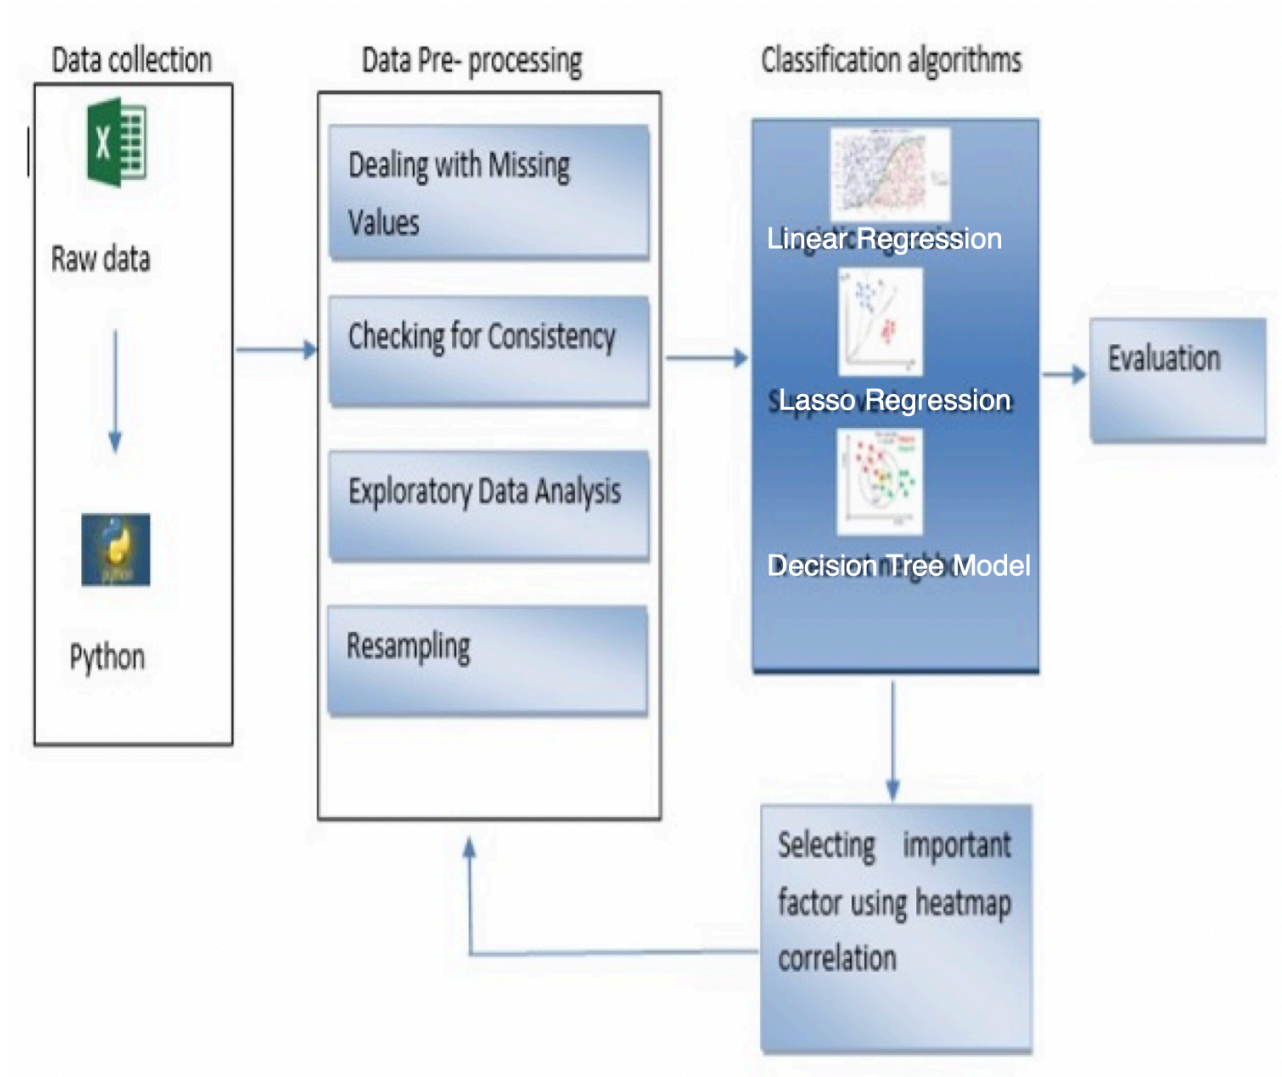 Data collection
Data Pre- processing
Classification algorithms
X
Raw data
python
Python
Dealing with Missing
Values
Checking for Consistency
Exploratory Data Analysis
Resampling
Linear Regression
Lasso Regression
Decision Tree Model
Evaluation
Selecting important
factor using heatmap
correlation